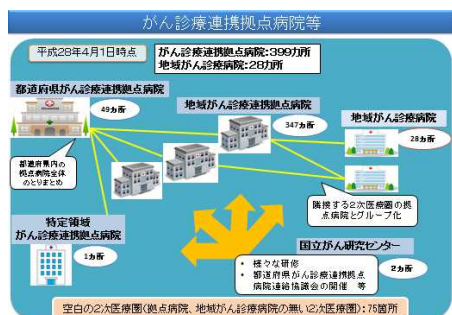 がん診療連携拠点病院等
平成28年4月1日時点
がん診療連携拠点病院:399カ所
地域がん診療病院:28カ所
都道府県がん診療連携拠点病院
49カ所
地域がん診療連携拠点病院
347カ所
地域がん診療病院
28カ所
都道府県内の
拠点病院全体
のとりまとめ
隣接する2次医療圏の拠
点病院とグループ化
特定領域
がん診療連携拠点病院
1カ所
国立がん研究センター
2カ所
• 様々な研修
• 都道府県がん診療連携拠点
病院連絡協議会の開催 等
空白の2次医療圏(拠点病院、地域がん診療病院の無い2次医療圏):75箇所